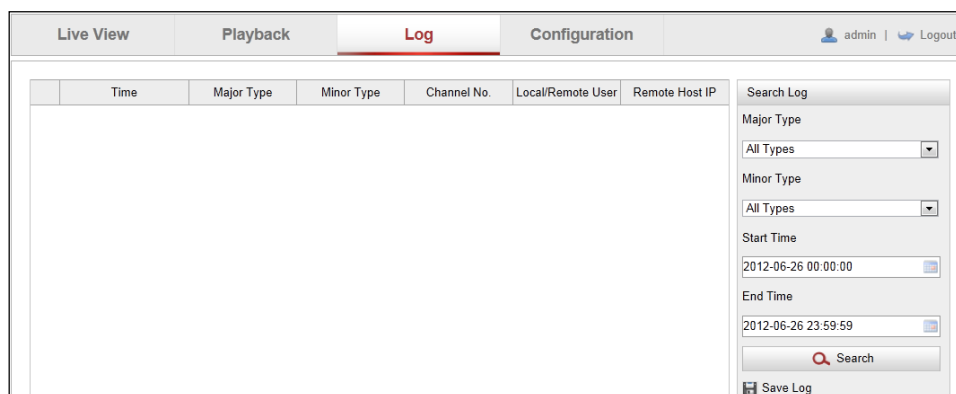 Live View Playback Log Configuration admin | Logout
Time Major Type Minor Type Channel No. Local/Remote User Remote Host IP
Search Log
Major Type
All Types
Minor Type
All Types
Start Time
2012-06-26 00:00:00
End Time
2012-06-26 23:59:59
Search
Save Log